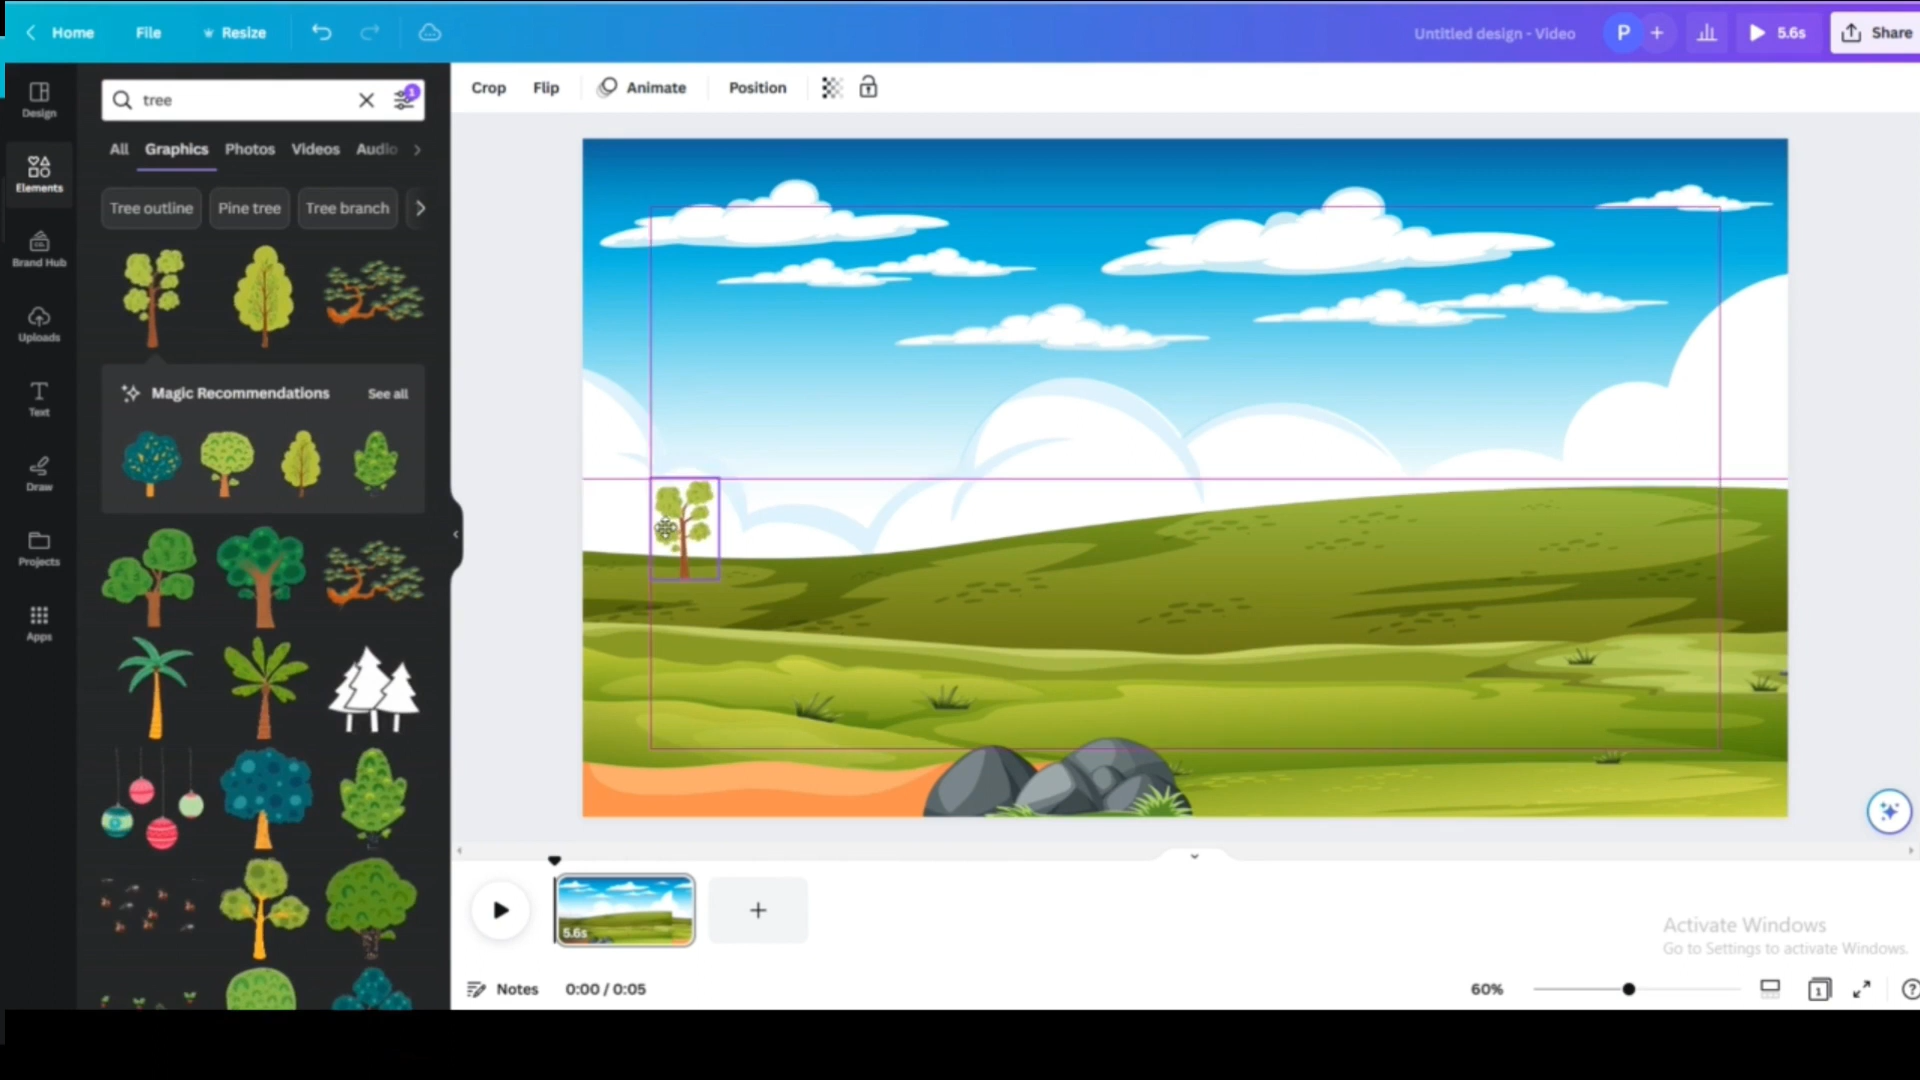 Home File Resize Untitled design - Video P + 5.6s Share
Design
Elements
Brand Hub
Uploads
Text
Draw
Projects
Apps
tree 1
All Graphics Photos Videos Audio
Tree outline Pine tree Tree branch
Magic Recommendations See all
Crop Flip Animate Position
5.6s
Activate Windows
Go to Settings to activate Windows.
Notes 0:00 / 0:05 60% 1 ?